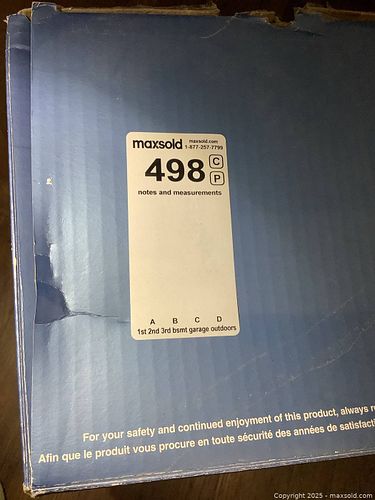 maxsold maxsold.com
1-877-257-7799
498 C
P
notes and measurements
A B C D
1st 2nd 3rd bsmt garage outdoors
For your safety and continued enjoyment of this product, always
Afin que le produit vous procure en toute sécurité des années de
Copyright 2025 - maxsold.com